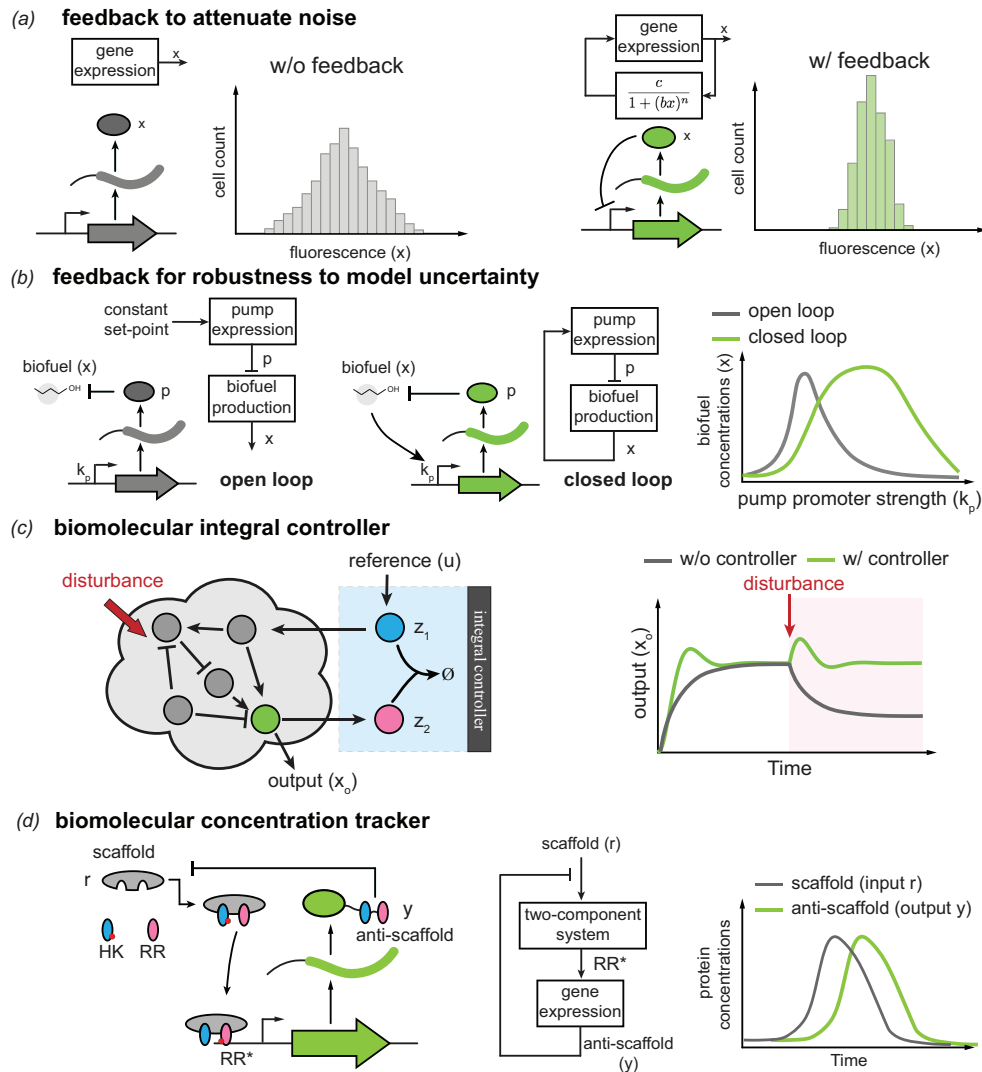 (a) feedback to attenuate noise
gene
expression
x
w/o feedback
x
cell count
fluorescence (x)
gene
expression
x
c
1 + (bx)^n
w/ feedback
x
cell count
fluorescence (x)
(b) feedback for robustness to model uncertainty
constant
set-point
pump
expression
p
biofuel (x)
OH
p
biofuel
production
x
k_p
open loop
biofuel (x)
OH
p
k_p
pump
expression
p
biofuel
production
x
closed loop
open loop
closed loop
biofuel
concentrations (x)
pump promoter strength (k_p)
(c) biomolecular integral controller
disturbance
reference (u)
z_1
Ø
z_2
integral controller
output (x_o)
w/o controller
w/ controller
disturbance
output (x_o)
Time
(d) biomolecular concentration tracker
scaffold
r
HK
RR
y
anti-scaffold
RR*
scaffold (r)
two-component
system
RR*
gene
expression
anti-scaffold
(y)
scaffold (input r)
anti-scaffold (output y)
protein
concentrations
Time